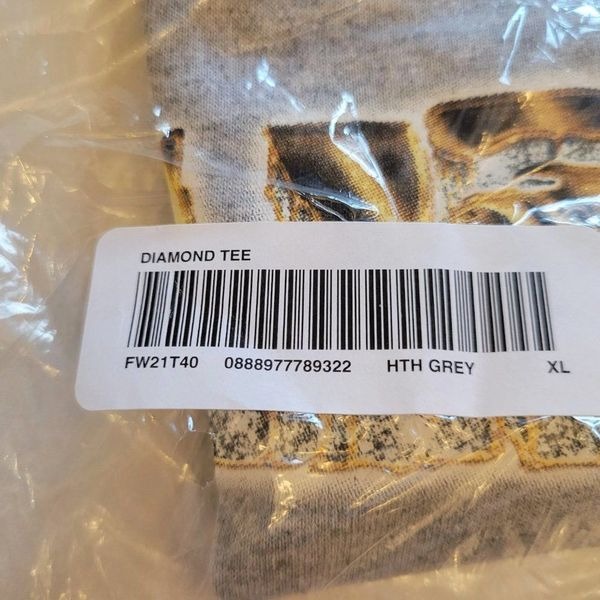 DIAMOND TEE
FW21T40 0888977789322 HTH GREY XL